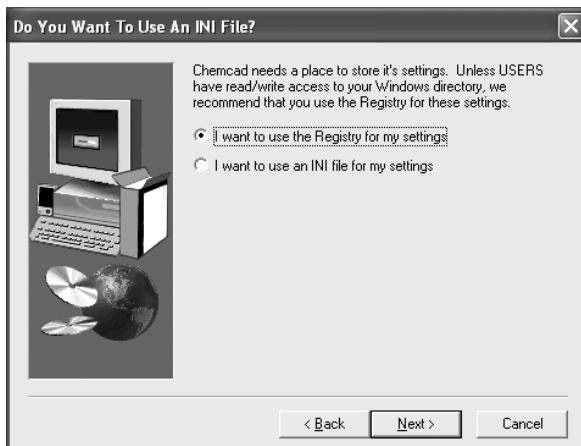 Do You Want To Use An INI File?
Chemcad needs a place to store it's settings. Unless USERS
have read/write access to your Windows directory, we
recommend that you use the Registry for these settings.
I want to use the Registry for my settings
I want to use an INI file for my settings
< Back
Next >
Cancel